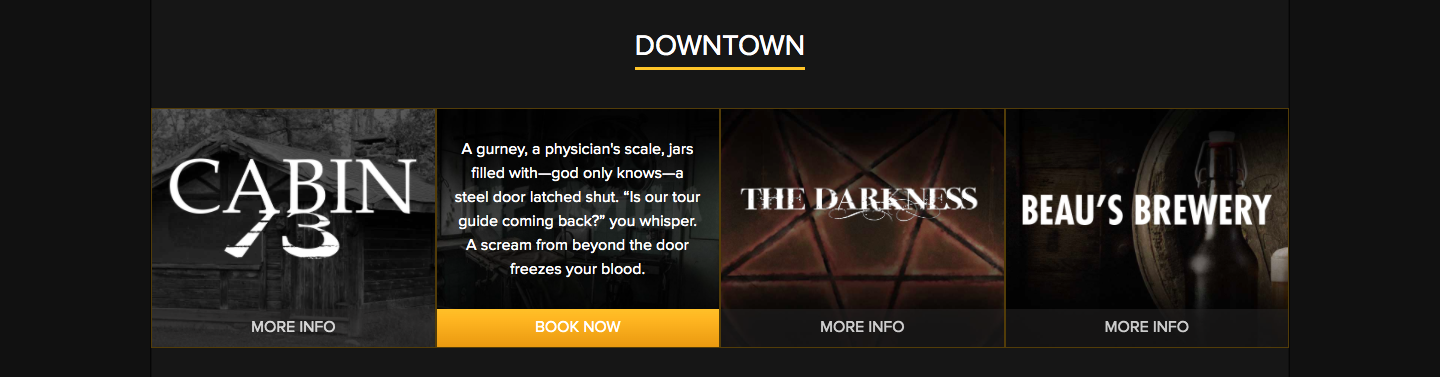 DOWNTOWN
CABIN
13
MORE INFO
A gurney, a physician's scale, jars
filled with—god only knows—a
steel door latched shut. “Is our tour
guide coming back?” you whisper.
A scream from beyond the door
freezes your blood.
BOOK NOW
THE DARKNESS
MORE INFO
BEAU'S BREWERY
MORE INFO